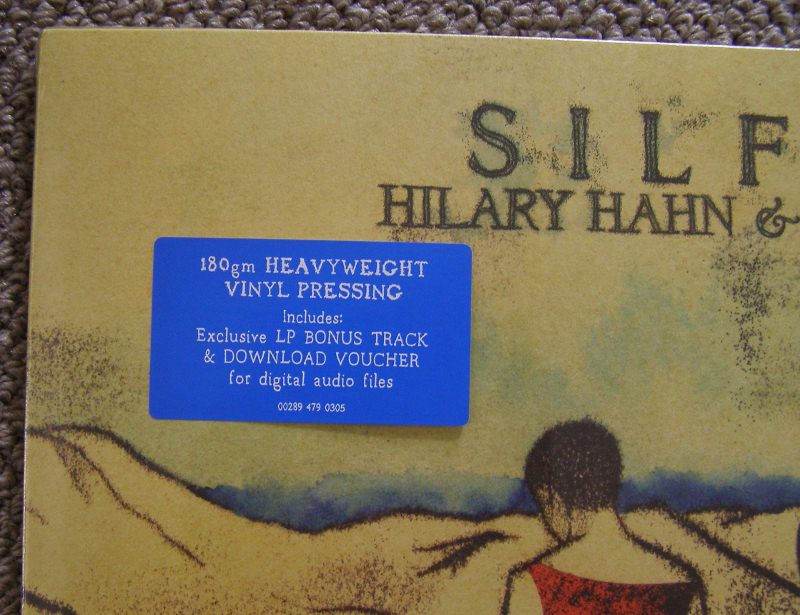 SILF
HILARY HAHN &
180gm HEAVYWEIGHT
VINYL PRESSING
Includes:
Exclusive LP BONUS TRACK
& DOWNLOAD VOUCHER
for digital audio files
00289 479 0305